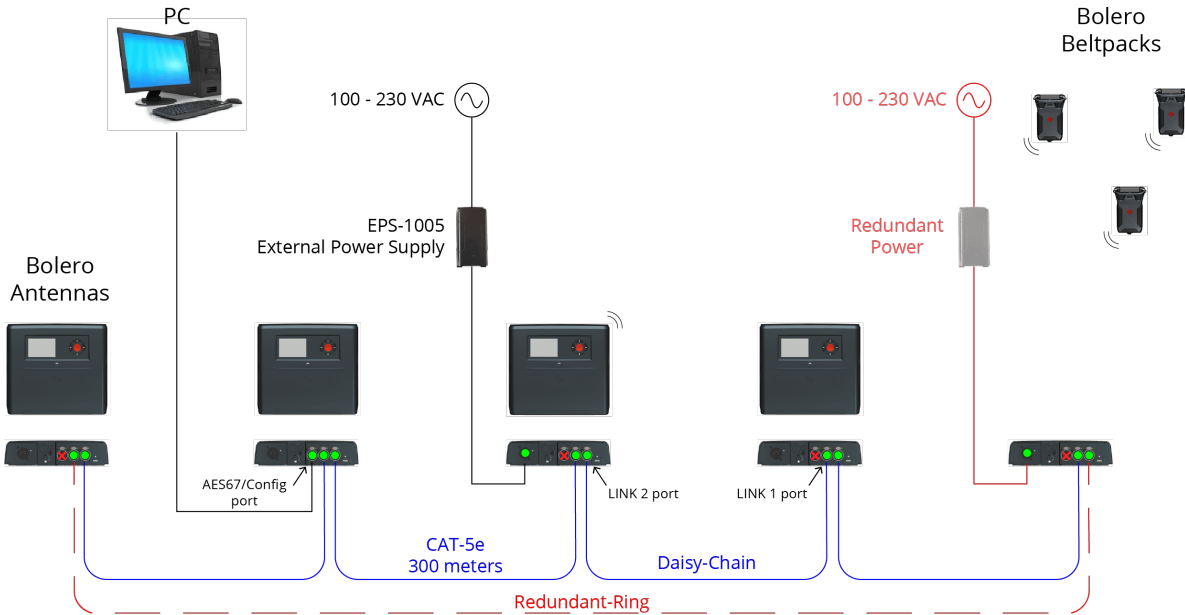 PC
Bolero
Beltpacks
100 - 230 VAC
100 - 230 VAC
EPS-1005
External Power Supply
Redundant
Power
Bolero
Antennas
AES67/Config
port
LINK 2 port
LINK 1 port
CAT-5e
300 meters
Daisy-Chain
Redundant-Ring